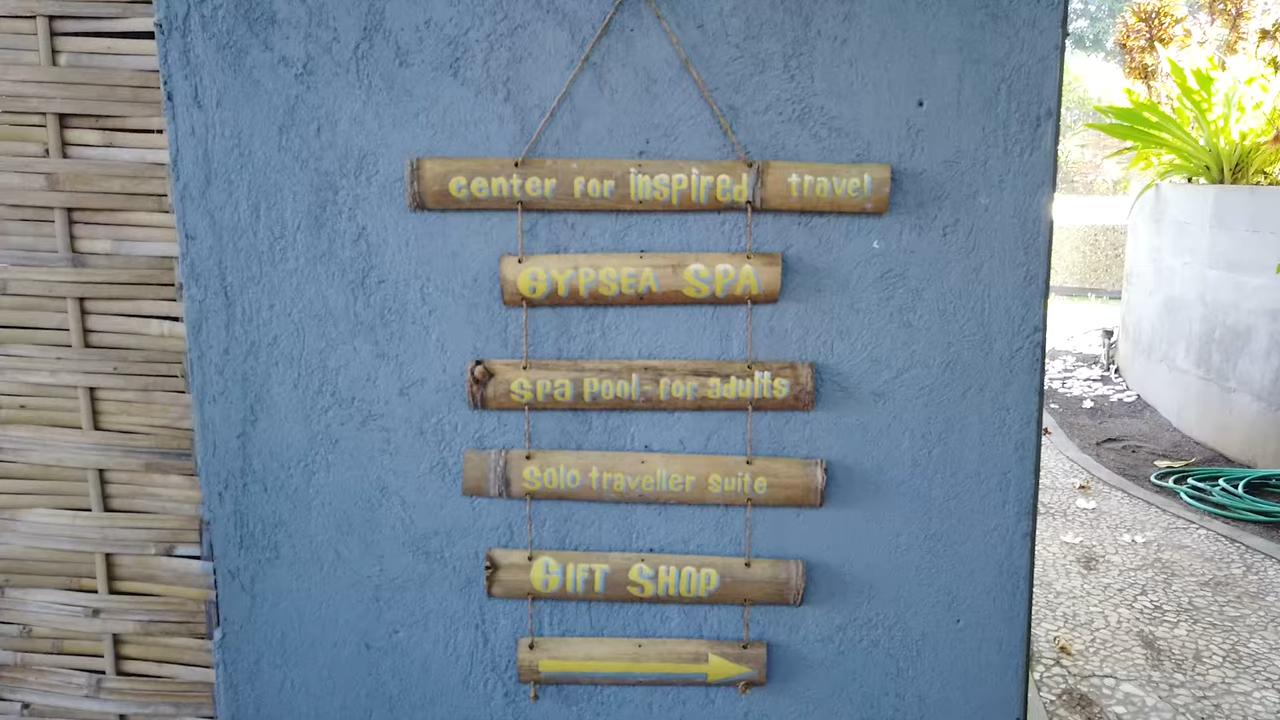 center for inspired travel
GYPSEA SPA
Spa Pool - for adults
Solo traveller suite
GIFT SHOP